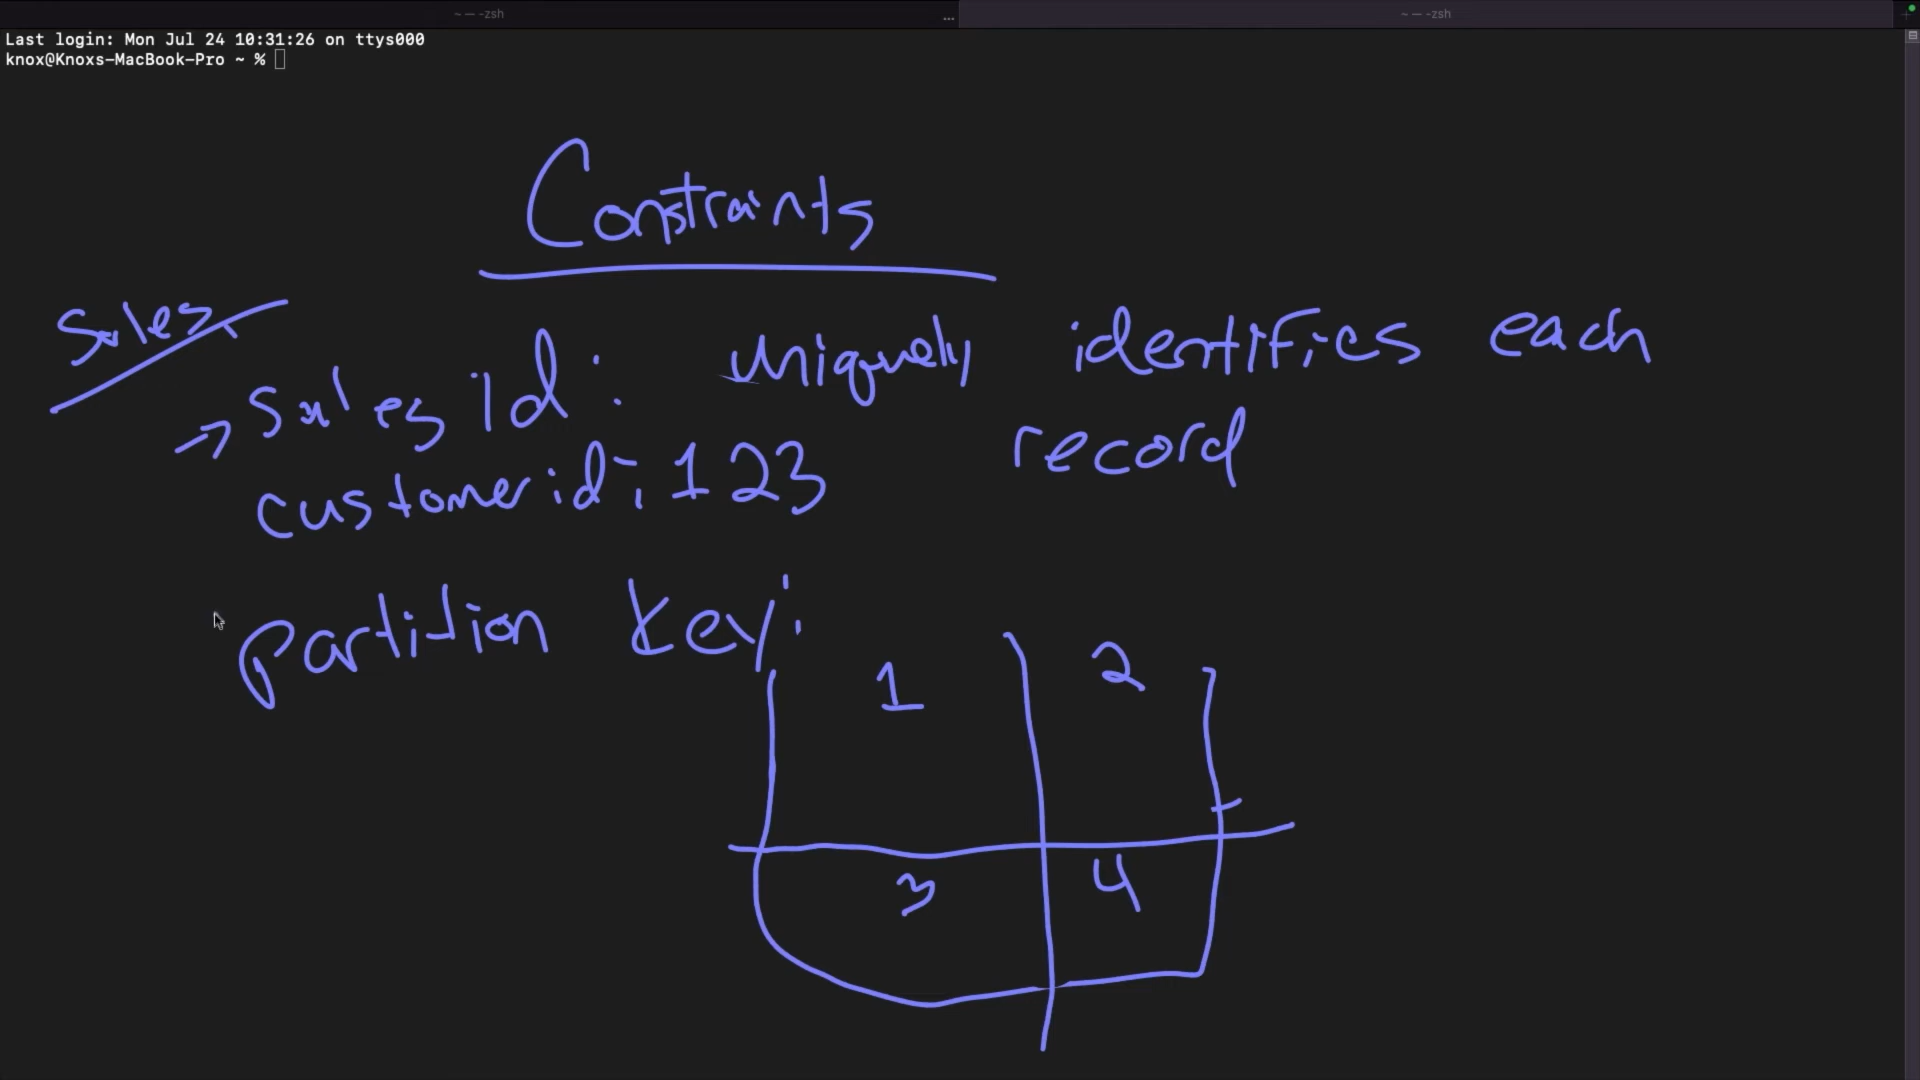 ~ — -zsh
...
~ — -zsh
+
Last login: Mon Jul 24 10:31:26 on ttys000
knox@Knoxs-MacBook-Pro ~ %
Constraints
Sales
→ Sales id: uniquely identifies each
record
customer id: 123
Partition Key:
1 2
3 4